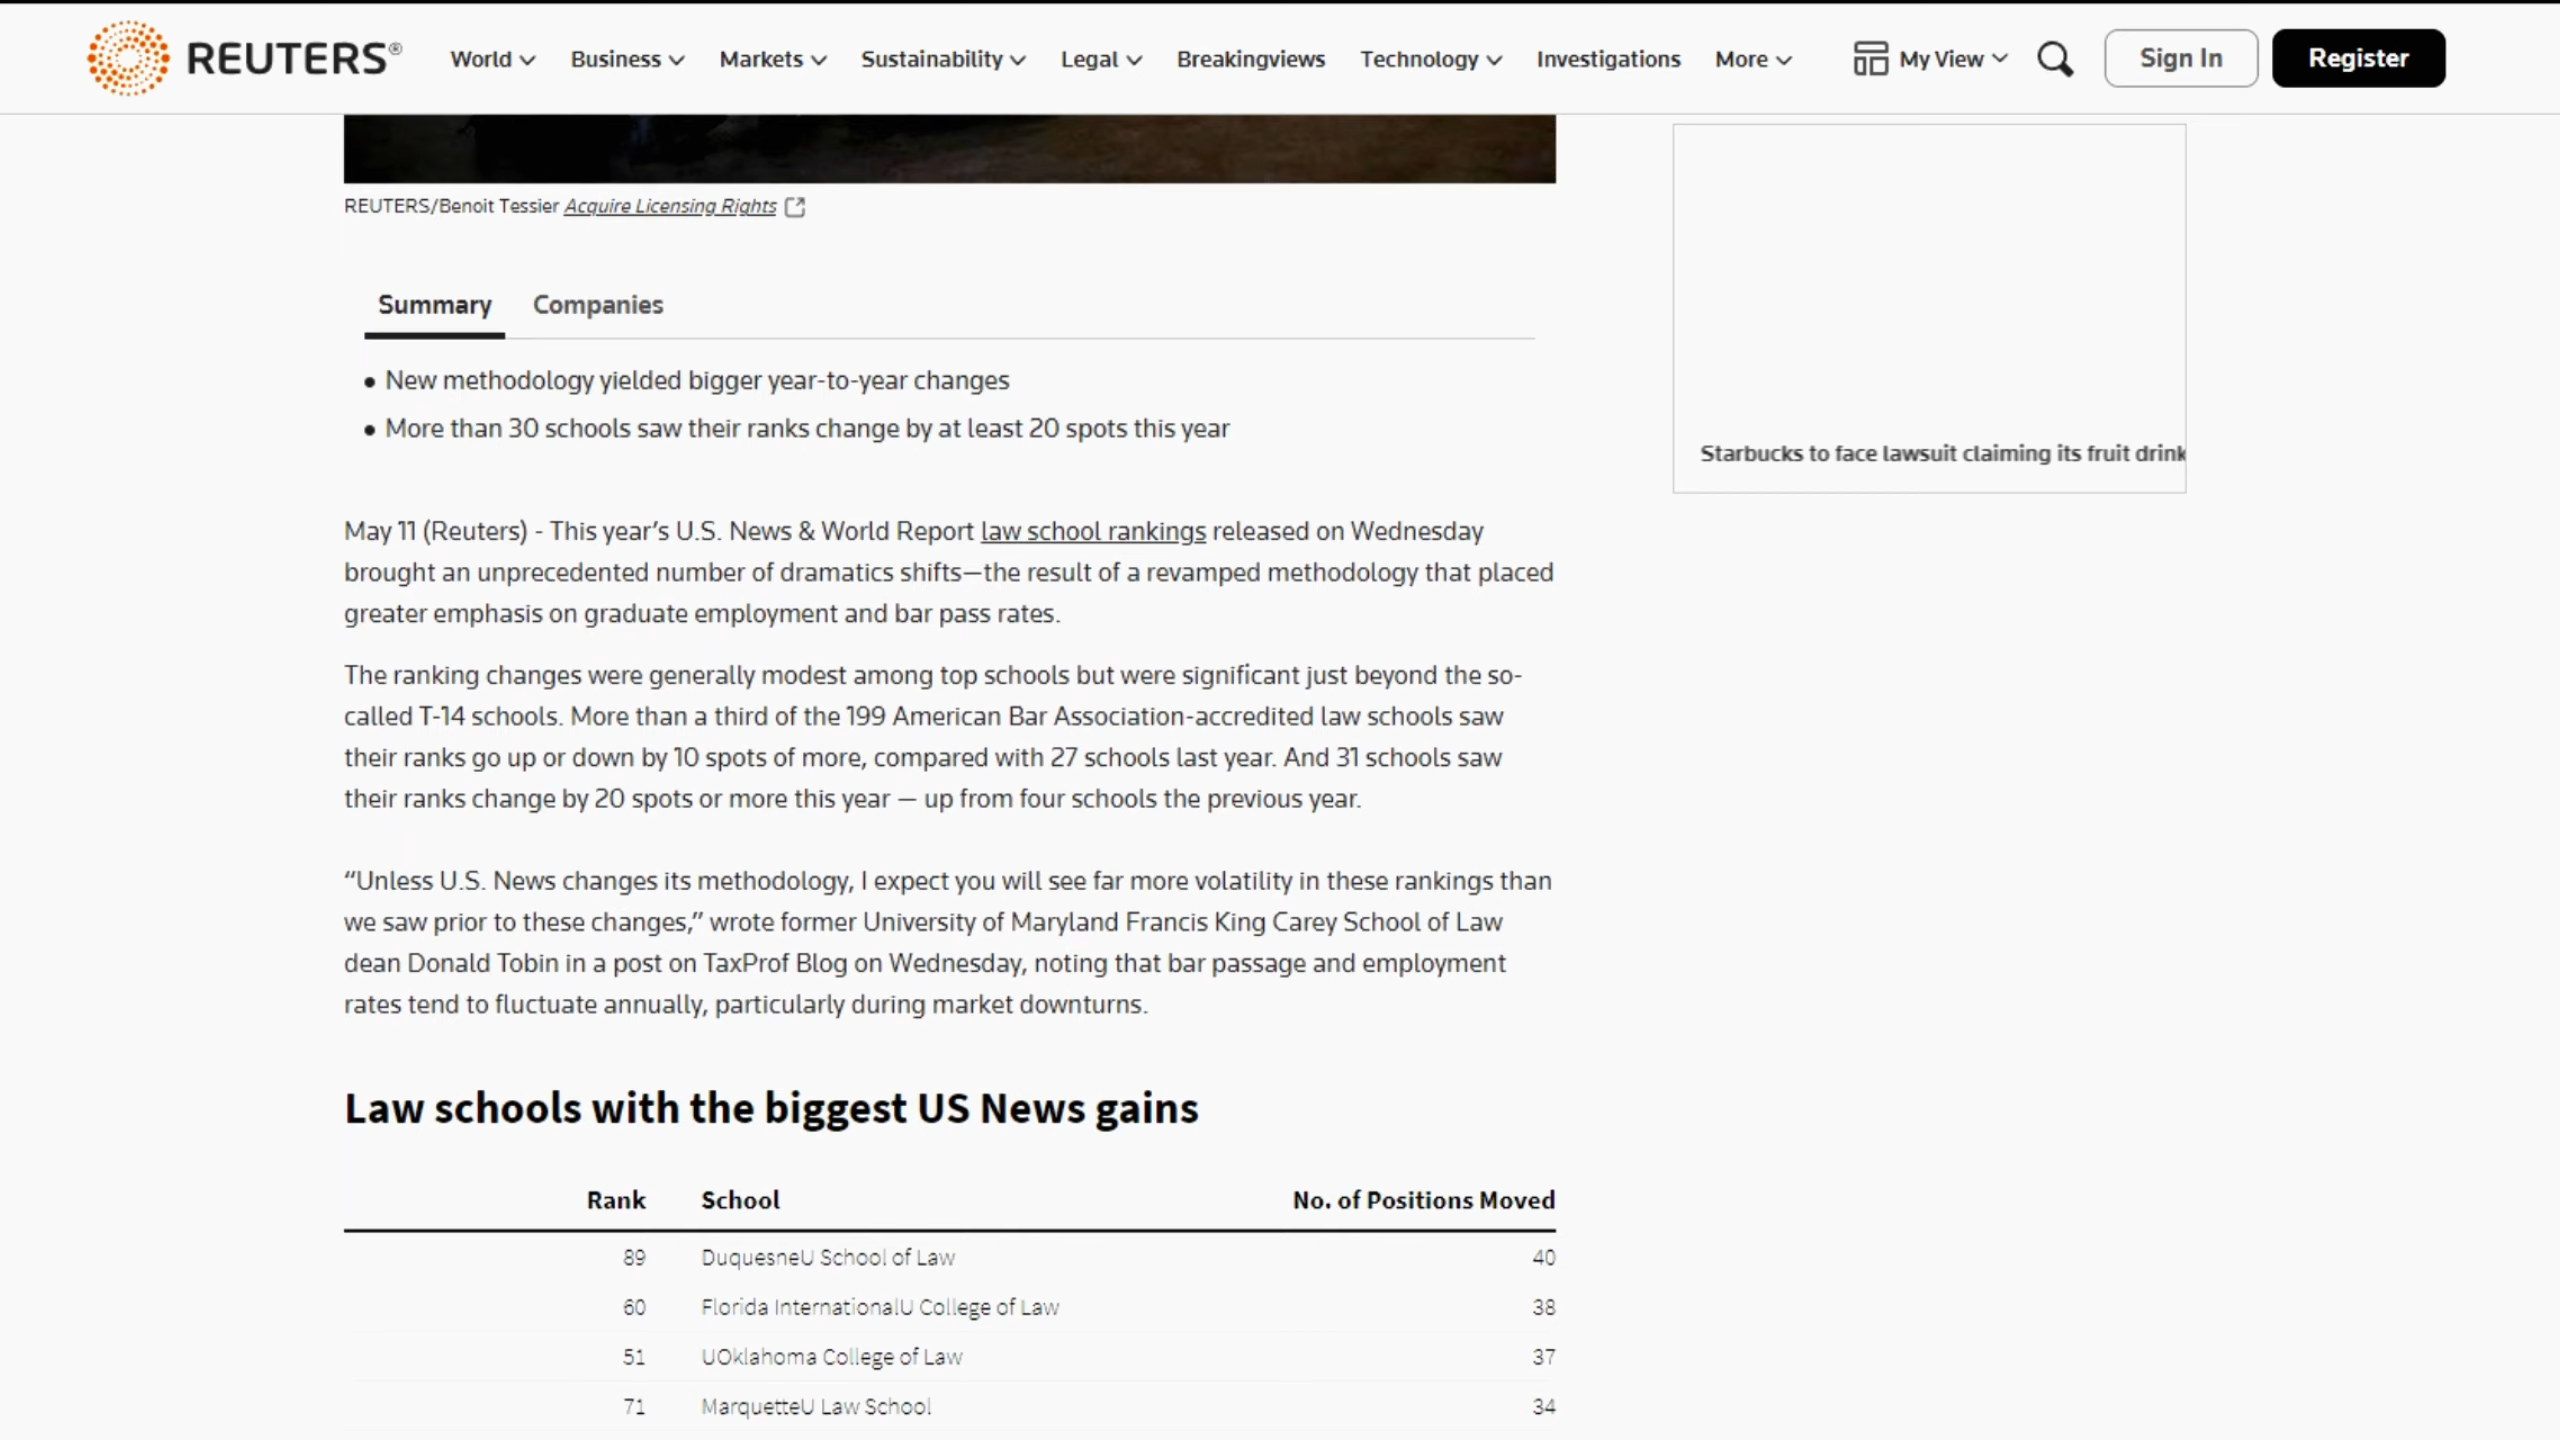 REUTERS®
World
Business
Markets
Sustainability
Legal
Breakingviews
Technology
Investigations
More
My View
Sign In
Register
REUTERS/Benoit Tessier Acquire Licensing Rights
Summary
Companies
• New methodology yielded bigger year-to-year changes
• More than 30 schools saw their ranks change by at least 20 spots this year
Starbucks to face lawsuit claiming its fruit drink
May 11 (Reuters) - This year’s U.S. News & World Report law school rankings released on Wednesday
brought an unprecedented number of dramatics shifts—the result of a revamped methodology that placed
greater emphasis on graduate employment and bar pass rates.
The ranking changes were generally modest among top schools but were significant just beyond the so-
called T-14 schools. More than a third of the 199 American Bar Association-accredited law schools saw
their ranks go up or down by 10 spots of more, compared with 27 schools last year. And 31 schools saw
their ranks change by 20 spots or more this year — up from four schools the previous year.
“Unless U.S. News changes its methodology, I expect you will see far more volatility in these rankings than
we saw prior to these changes,” wrote former University of Maryland Francis King Carey School of Law
dean Donald Tobin in a post on TaxProf Blog on Wednesday, noting that bar passage and employment
rates tend to fluctuate annually, particularly during market downturns.
Law schools with the biggest US News gains
Rank School No. of Positions Moved
89 DuquesneU School of Law 40
60 Florida InternationalU College of Law 38
51 UOklahoma College of Law 37
71 MarquetteU Law School 34